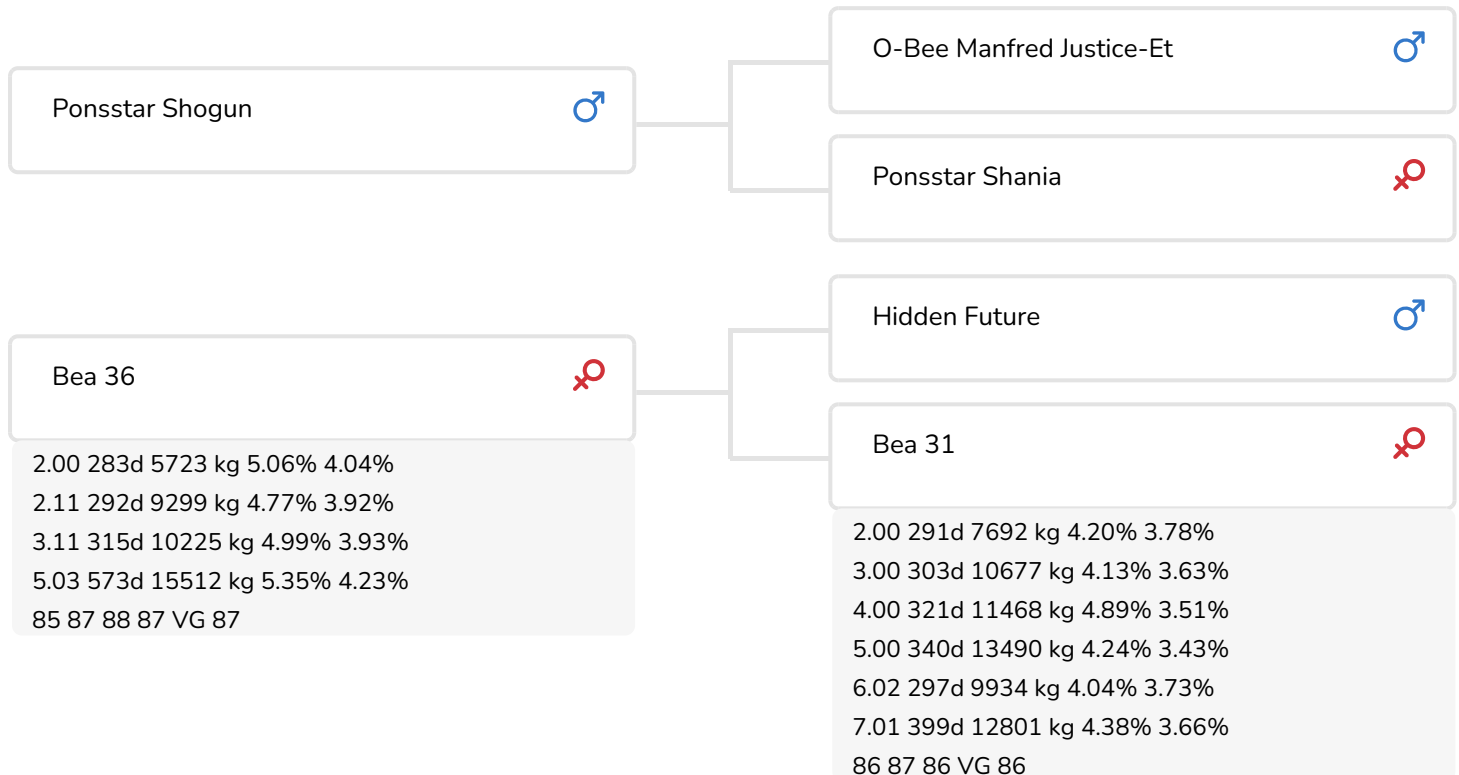 O-Bee Manfred Justice-Et
Ponsstar Shogun
Ponsstar Shania
Hidden Future
Bea 36
2.00 283d 5723 kg 5.06% 4.04%
2.11 292d 9299 kg 4.77% 3.92%
3.11 315d 10225 kg 4.99% 3.93%
5.03 573d 15512 kg 5.35% 4.23%
85 87 88 87 VG 87
Bea 31
2.00 291d 7692 kg 4.20% 3.78%
3.00 303d 10677 kg 4.13% 3.63%
4.00 321d 11468 kg 4.89% 3.51%
5.00 340d 13490 kg 4.24% 3.43%
6.02 297d 9934 kg 4.04% 3.73%
7.01 399d 12801 kg 4.38% 3.66%
86 87 86 VG 86